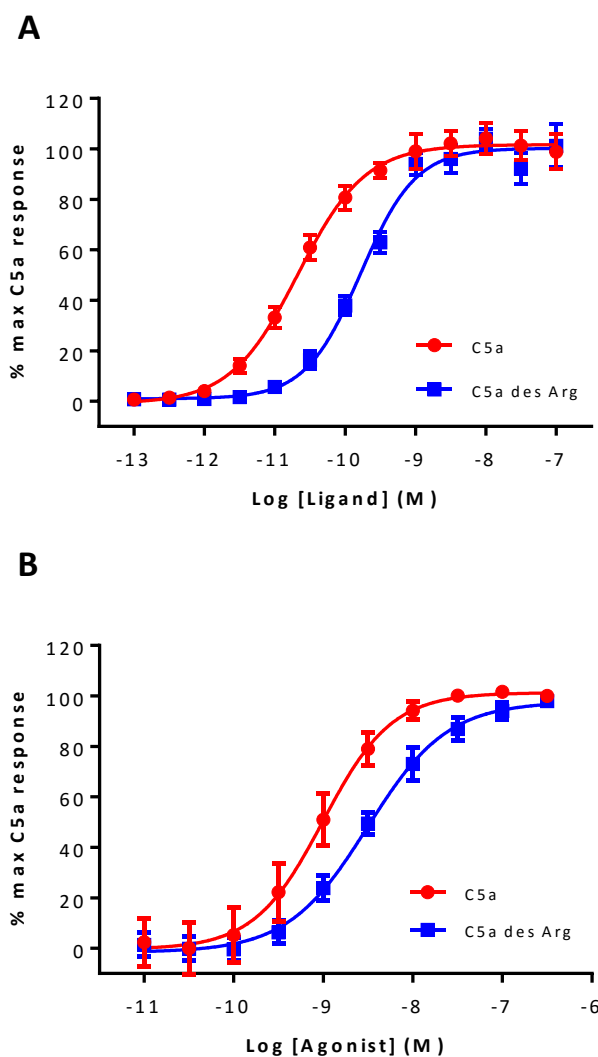 A
120
100
80
60
40
20
0
% max C5a response
C5a
C5a des Arg
-13 -12 -11 -10 -9 -8 -7
Log [Ligand] (M)
B
120
100
80
60
40
20
0
% max C5a response
C5a
C5a des Arg
-11 -10 -9 -8 -7 -6
Log [Agonist] (M)